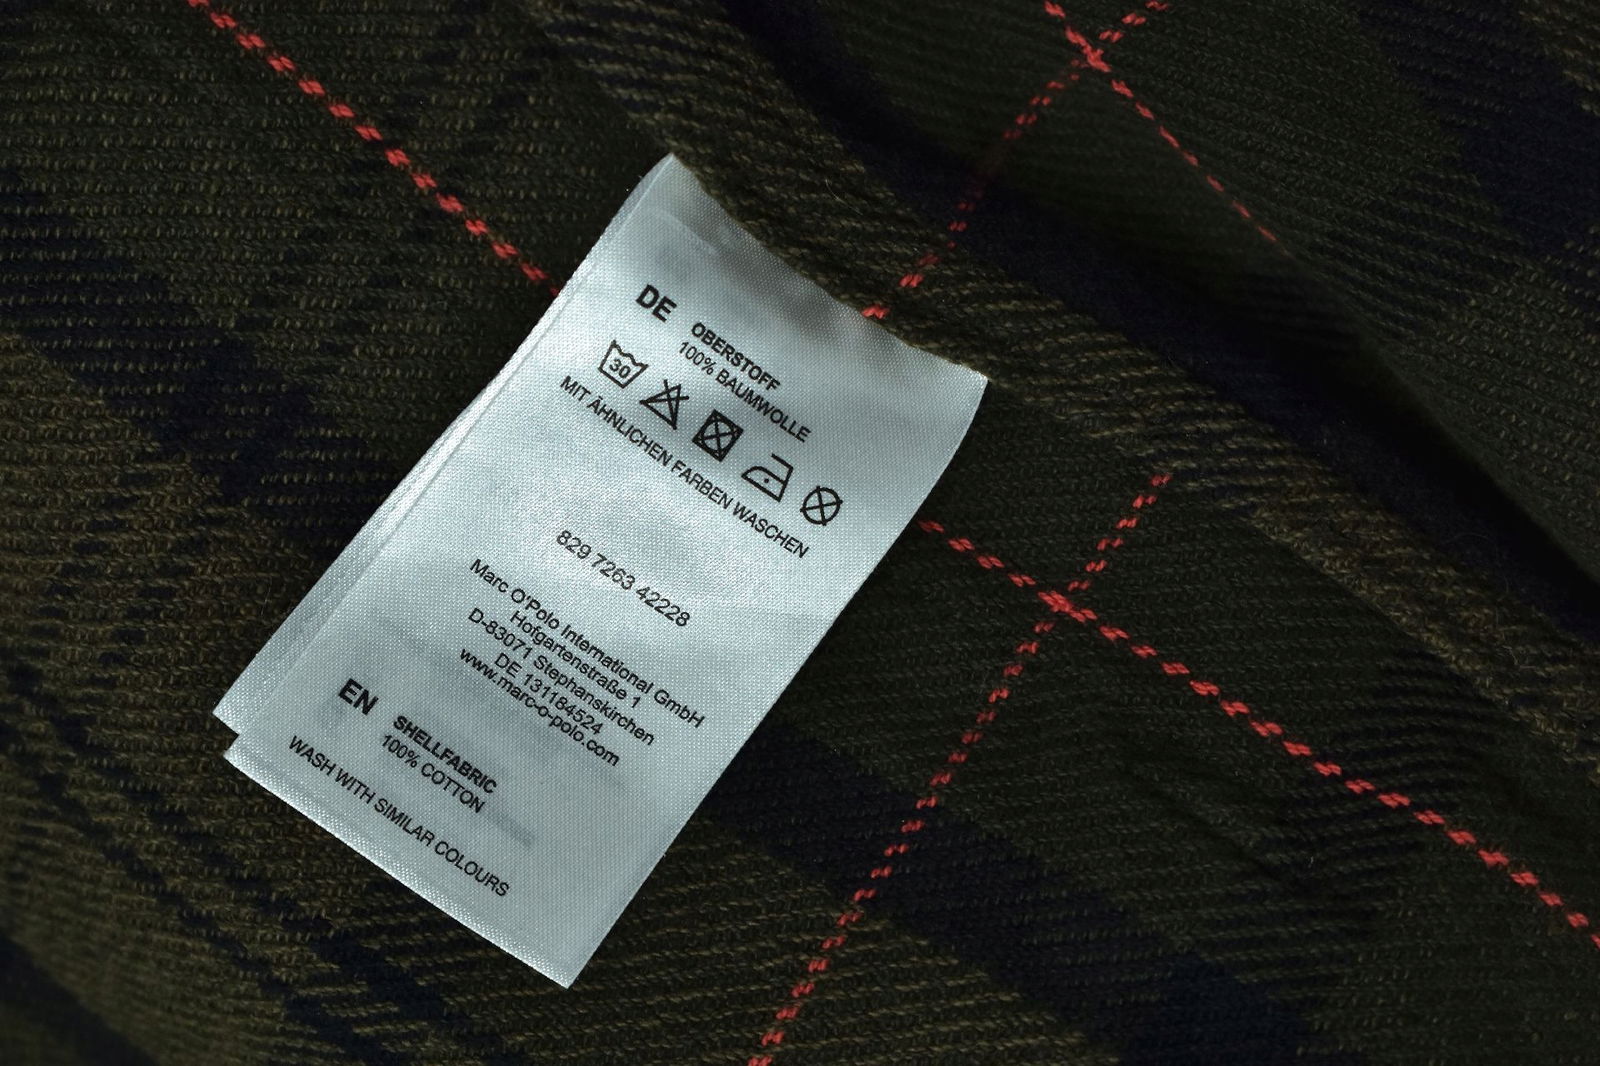 DE
OBERSTOFF
100% BAUMWOLLE
30
MIT ÄHNLICHEN FARBEN WASCHEN
829 7263 42228
Marc O'Polo International GmbH
Hofgartenstraße 1
D-83071 Stephanskirchen
DE 131184524
www.marc-o-polo.com
EN
SHELLFABRIC
100% COTTON
WASH WITH SIMILAR COLOURS